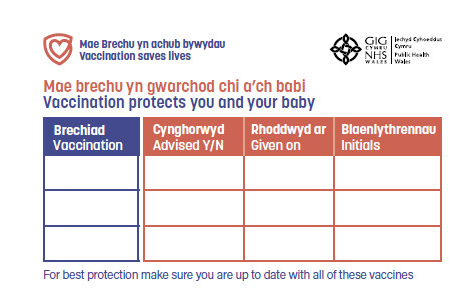 Mae Brechu yn achub bywydau
Vaccination saves lives
GIG
CYMRU
NHS
WALES
Iechyd Cyhoeddus
Cymru
Public Health
Wales
Mae brechu yn gwarchod chi a'ch babi
Vaccination protects you and your baby
Brechiad
Vaccination
Cynghorwyd
Advised Y/N
Rhoddwyd ar
Given on
Blaenlythrennau
Initials
For best protection make sure you are up to date with all of these vaccines